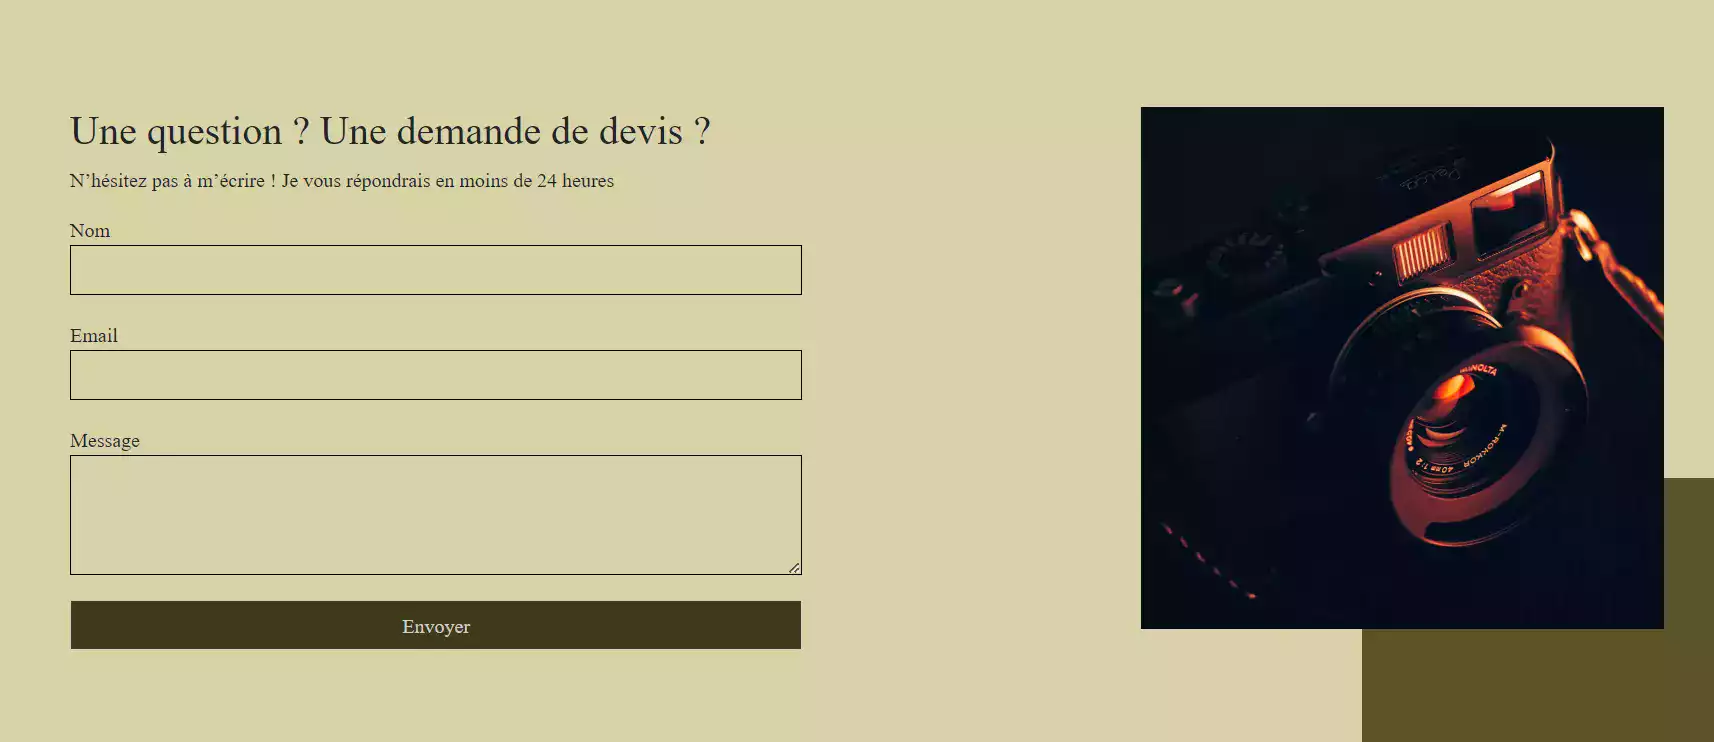 Une question ? Une demande de devis ?
N’hésitez pas à m’écrire ! Je vous répondrais en moins de 24 heures
Nom
Email
Message
Envoyer
MINOLTA
M-ROKKOR 40mm 1:2